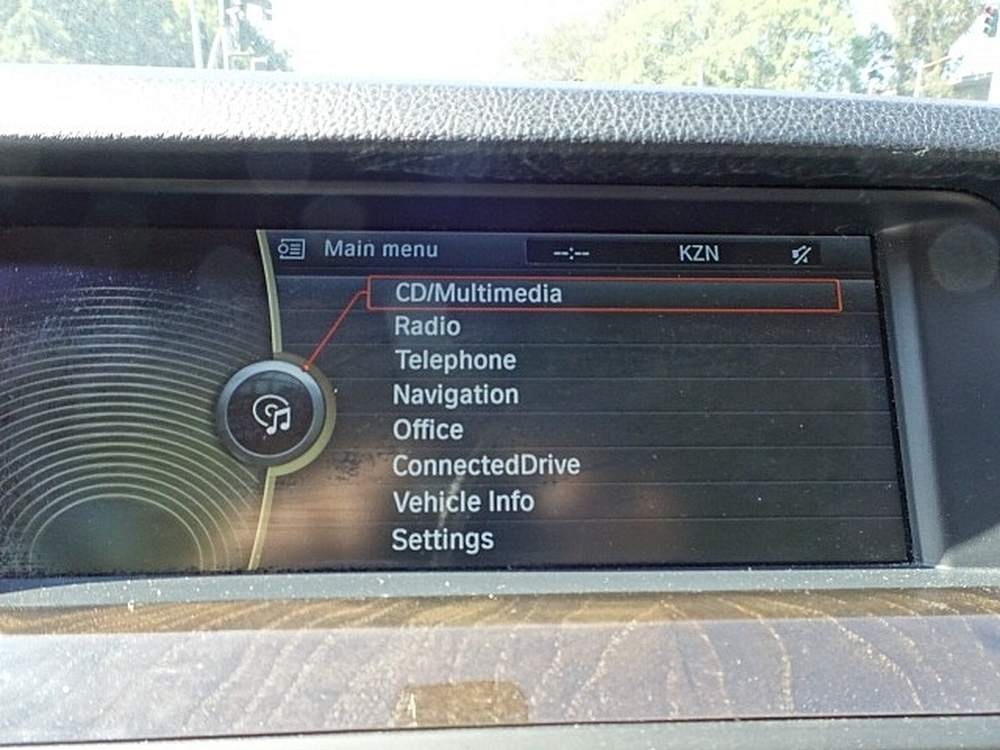 Main menu --:-- KZN
CD/Multimedia
Radio
Telephone
Navigation
Office
ConnectedDrive
Vehicle Info
Settings